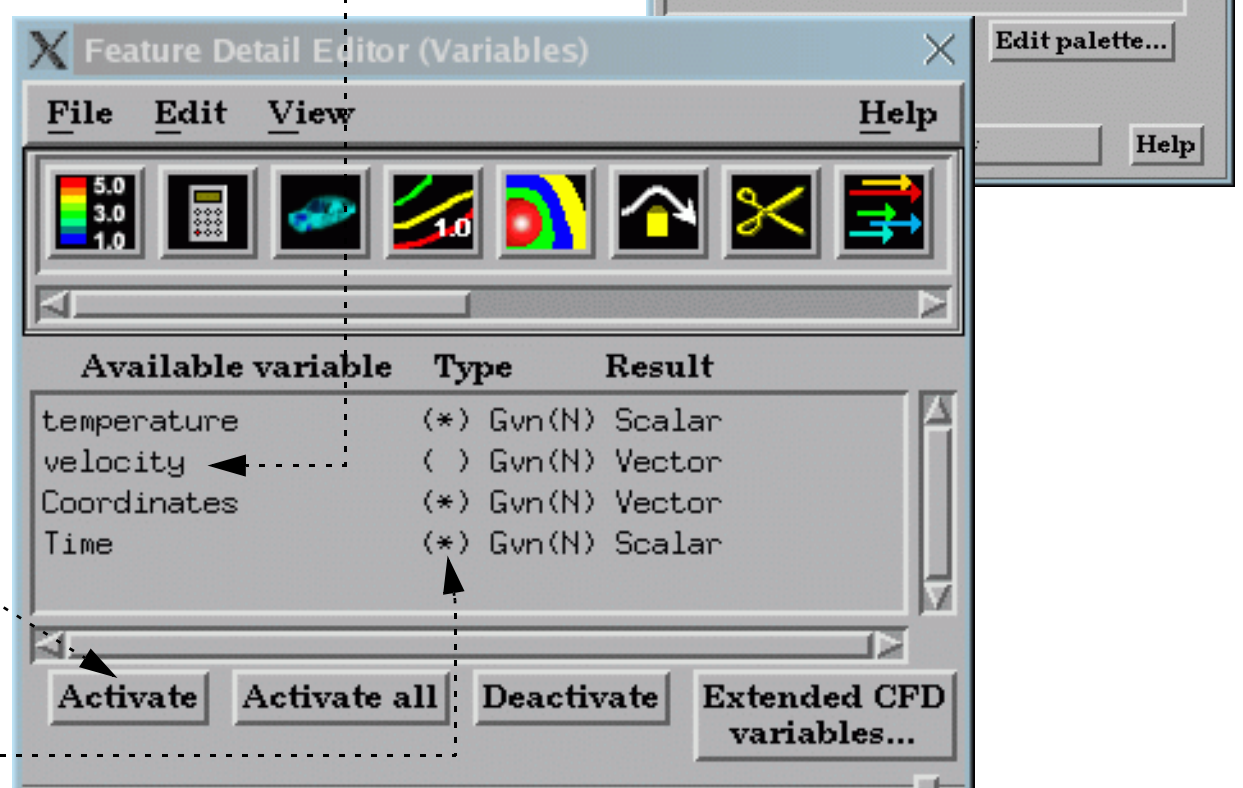 Edit palette...
Help
Feature Detail Editor (Variables)
File Edit View Help
5.0
3.0
1.0
1.0
Available variable Type Result
temperature (*) Gvn(N) Scalar
velocity ( ) Gvn(N) Vector
Coordinates (*) Gvn(N) Vector
Time (*) Gvn(N) Scalar
Activate Activate all Deactivate Extended CFD
variables...